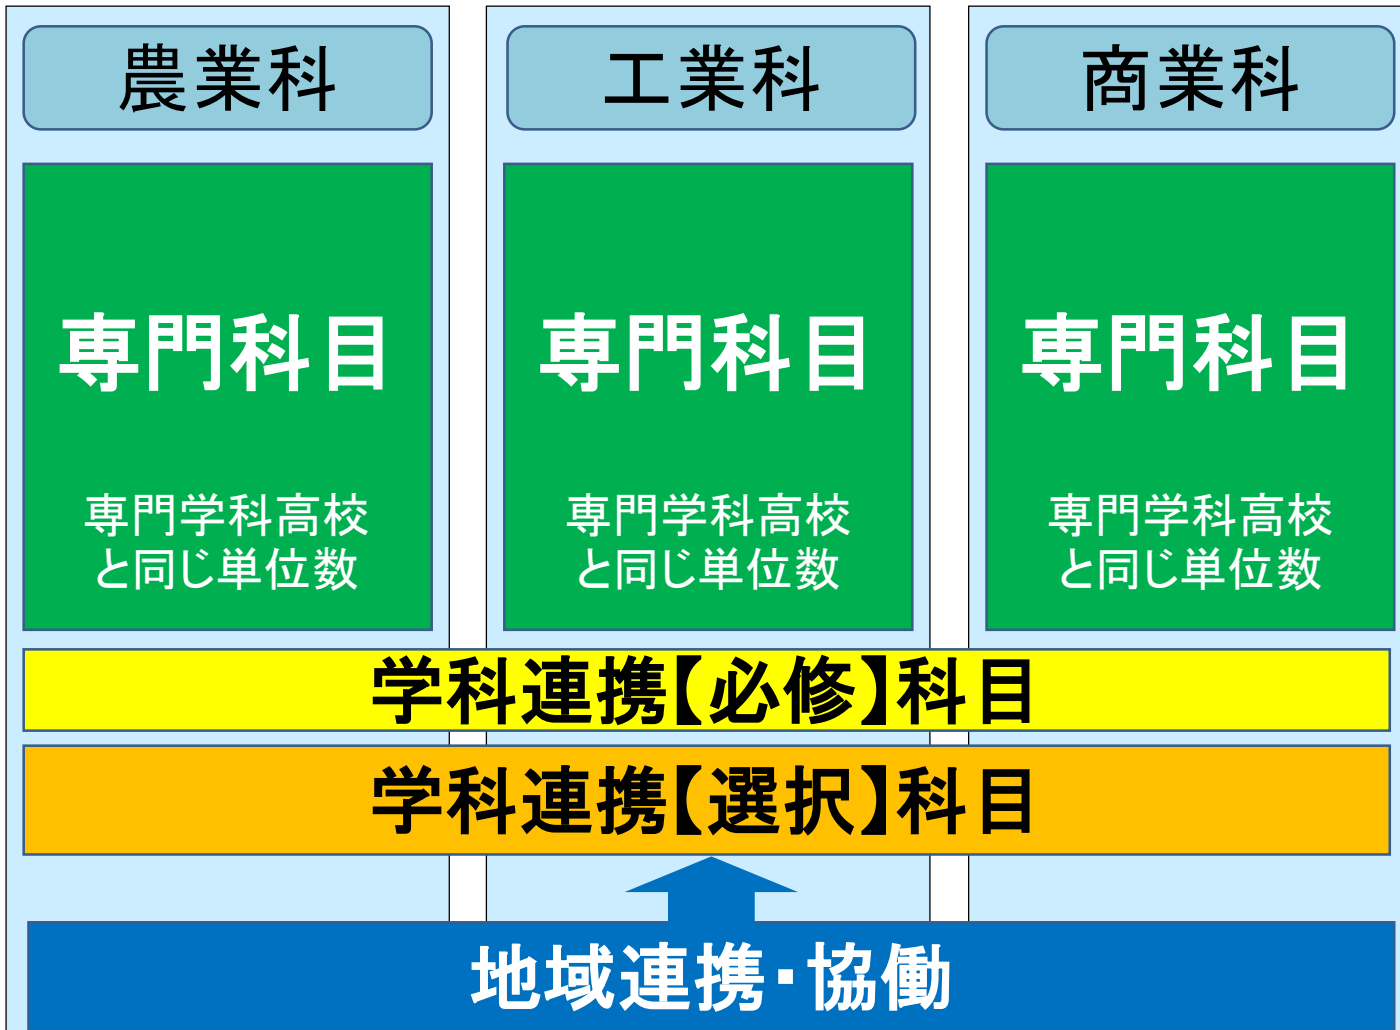 農業科
工業科
商業科
専門科目
専門学科高校
と同じ単位数
専門科目
専門学科高校
と同じ単位数
専門科目
専門学科高校
と同じ単位数
学科連携【必修】科目
学科連携【選択】科目
地域連携・協働